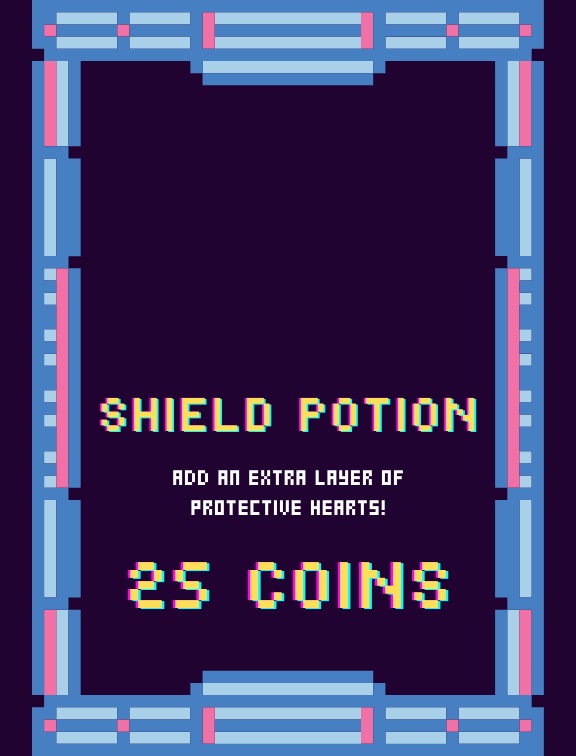 SHIELD POTION
ADD AN EXTRA LAYER OF
PROTECTIVE HEARTS!
25 COINS